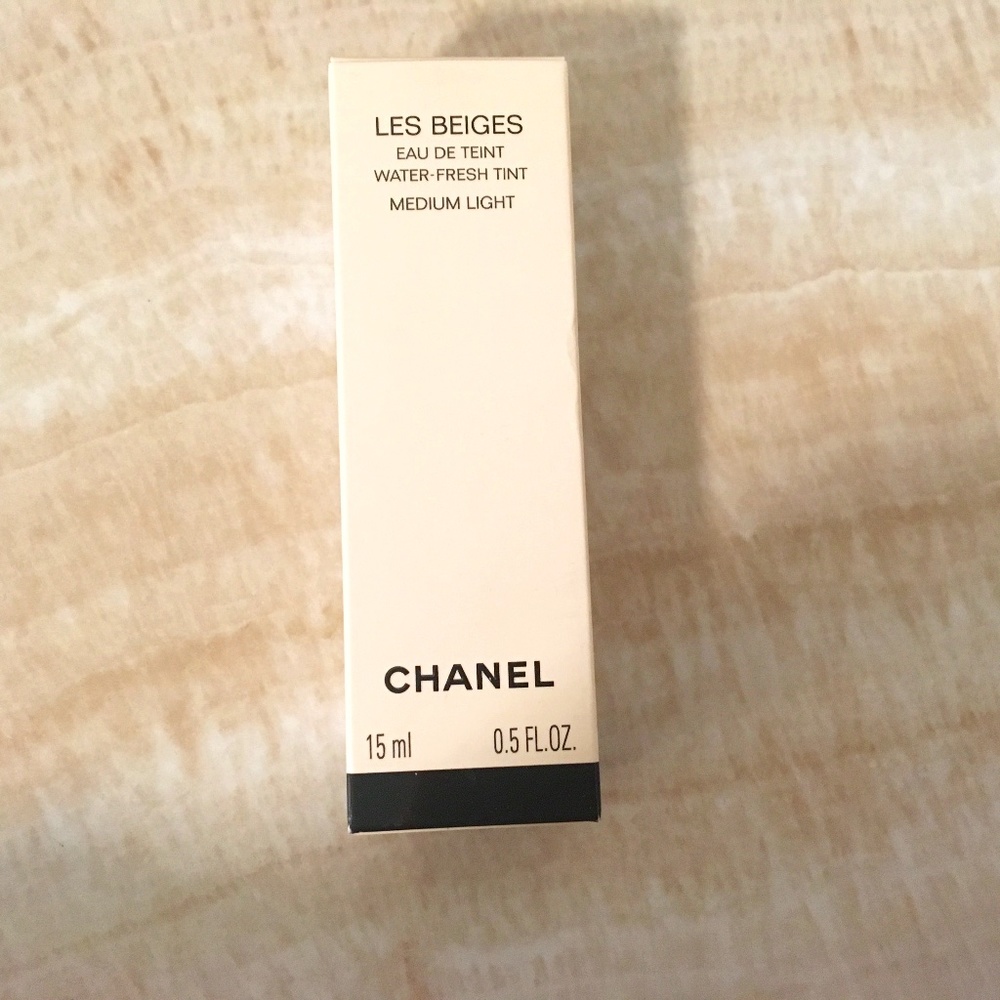 LES BEIGES
EAU DE TEINT
WATER-FRESH TINT
MEDIUM LIGHT
CHANEL
15 ml 0.5 FL.OZ.